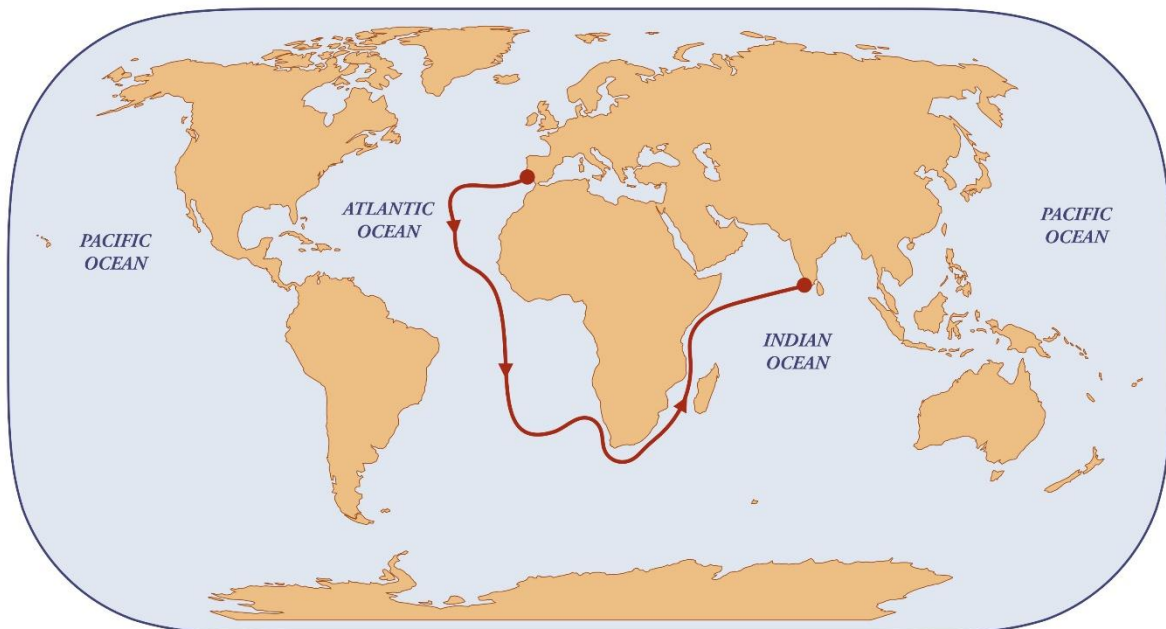 ATLANTIC
OCEAN
PACIFIC
OCEAN
PACIFIC
OCEAN
INDIAN
OCEAN